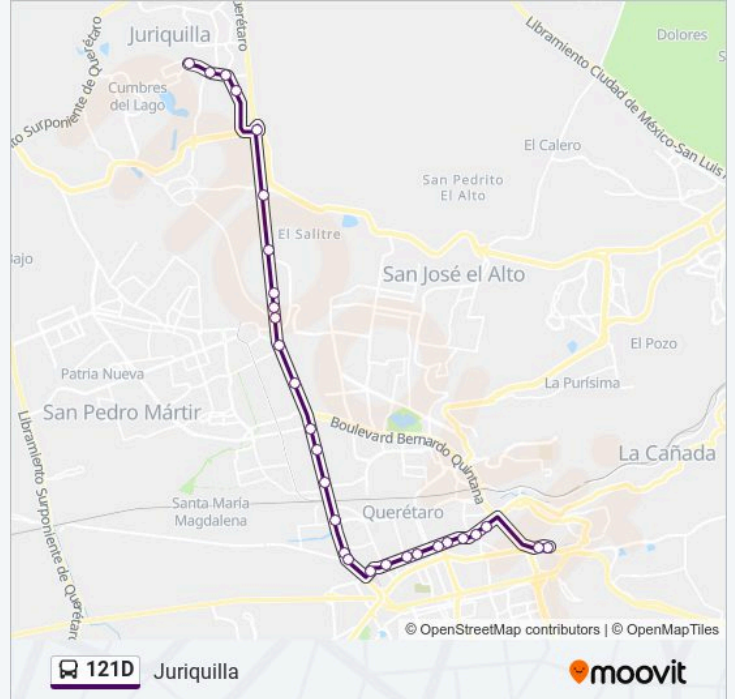 Juriquilla
Querétaro
Libramiento Surponiente de Querétaro
Cumbres
del Lago
Libramiento Ciudad de México-San Luis
Dolores
El Calero
San Pedrito
El Alto
El Salitre
San José el Alto
El Pozo
Patria Nueva
La Purísima
San Pedro Mártir
Boulevard Bernardo Quintana
La Cañada
Libramiento Surponiente de Querétaro
Santa María
Magdalena
Querétaro
© OpenStreetMap contributors | © OpenMapTiles
121D Juriquilla
moovit